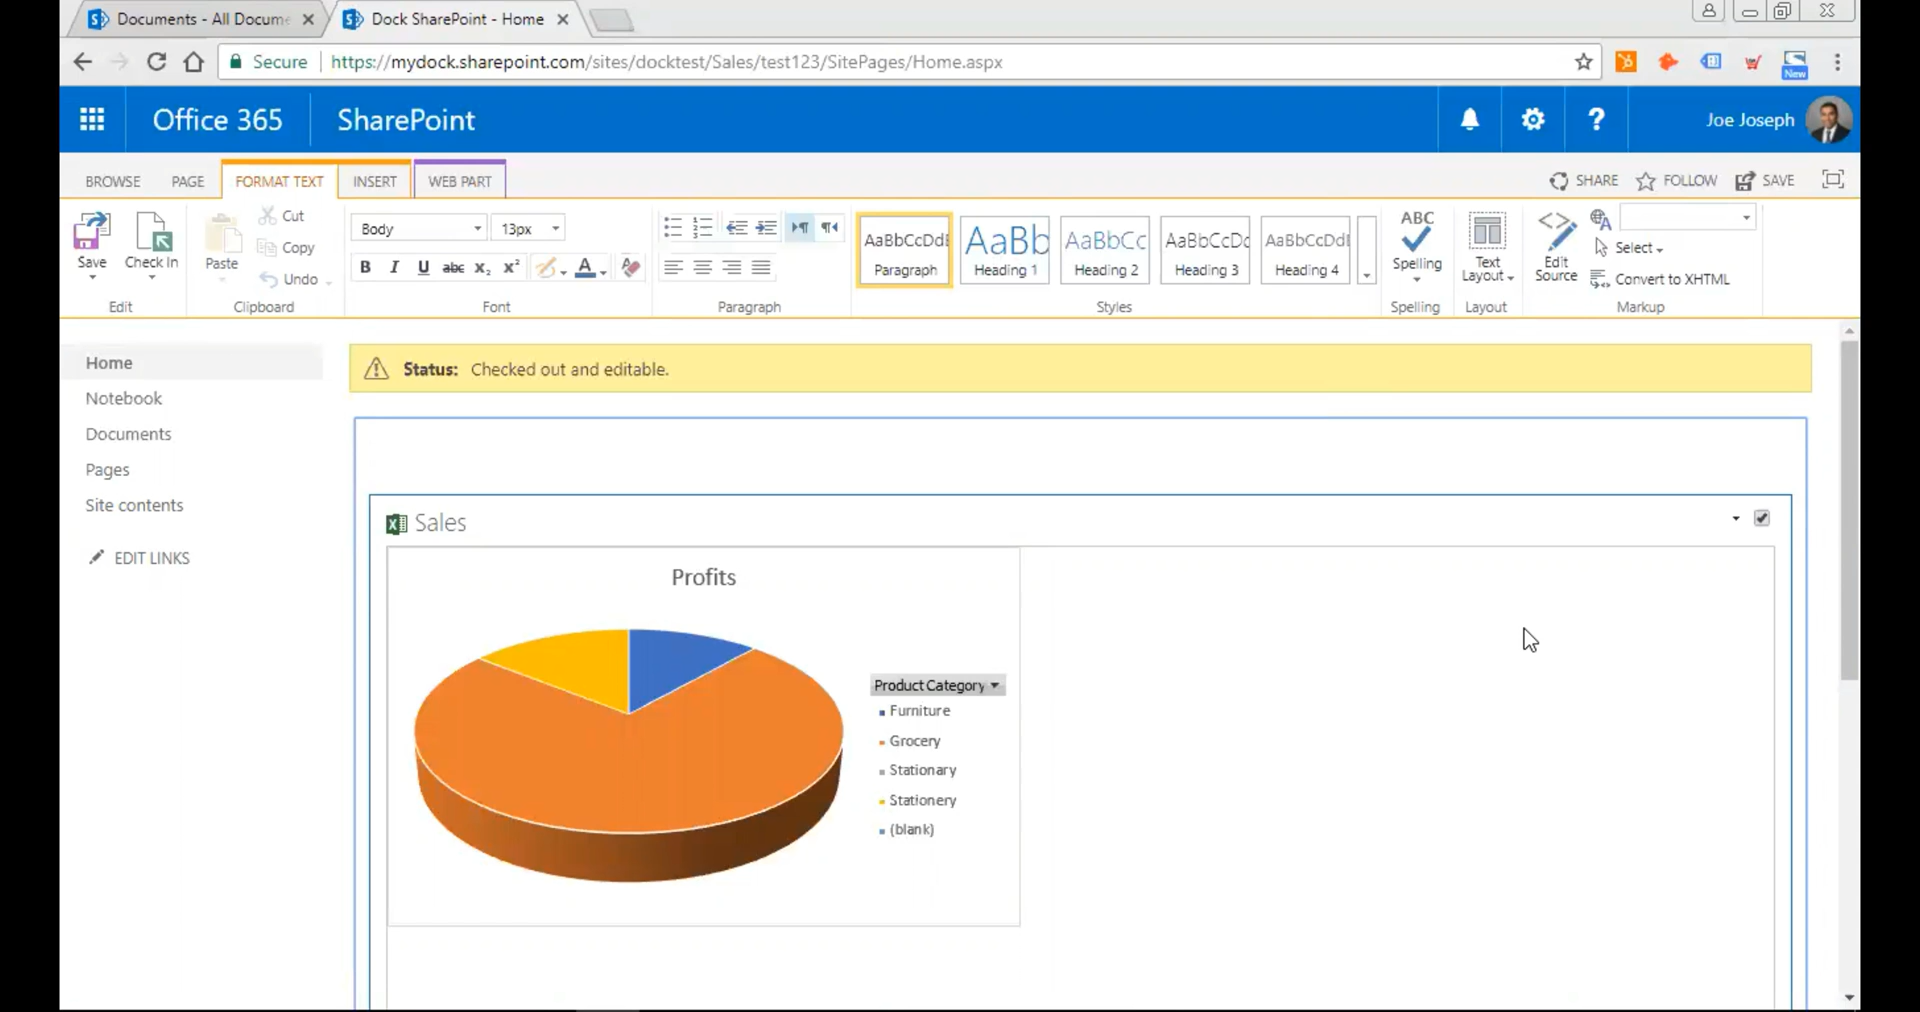 Documents - All Docume
Dock SharePoint - Home
Secure
https://mydock.sharepoint.com/sites/docktest/Sales/test123/SitePages/Home.aspx
New
Office 365
SharePoint
Joe Joseph
BROWSE
PAGE
FORMAT TEXT
INSERT
WEB PART
SHARE
FOLLOW
SAVE
Save
Check In
Edit
Paste
Cut
Copy
Undo
Clipboard
Body
13px
B
I
U
abc
X₂
X²
A
Font
Paragraph
AaBbCcDdE
Paragraph
AaBb
Heading 1
AaBbCc
Heading 2
AaBbCcDc
Heading 3
AaBbCcDdI
Heading 4
Styles
ABC
Spelling
Spelling
Text
Layout
Layout
Edit
Source
Select
Convert to XHTML
Markup
Home
Notebook
Documents
Pages
Site contents
EDIT LINKS
Status: Checked out and editable.
Sales
Profits
Product Category
Furniture
Grocery
Stationary
Stationery
(blank)